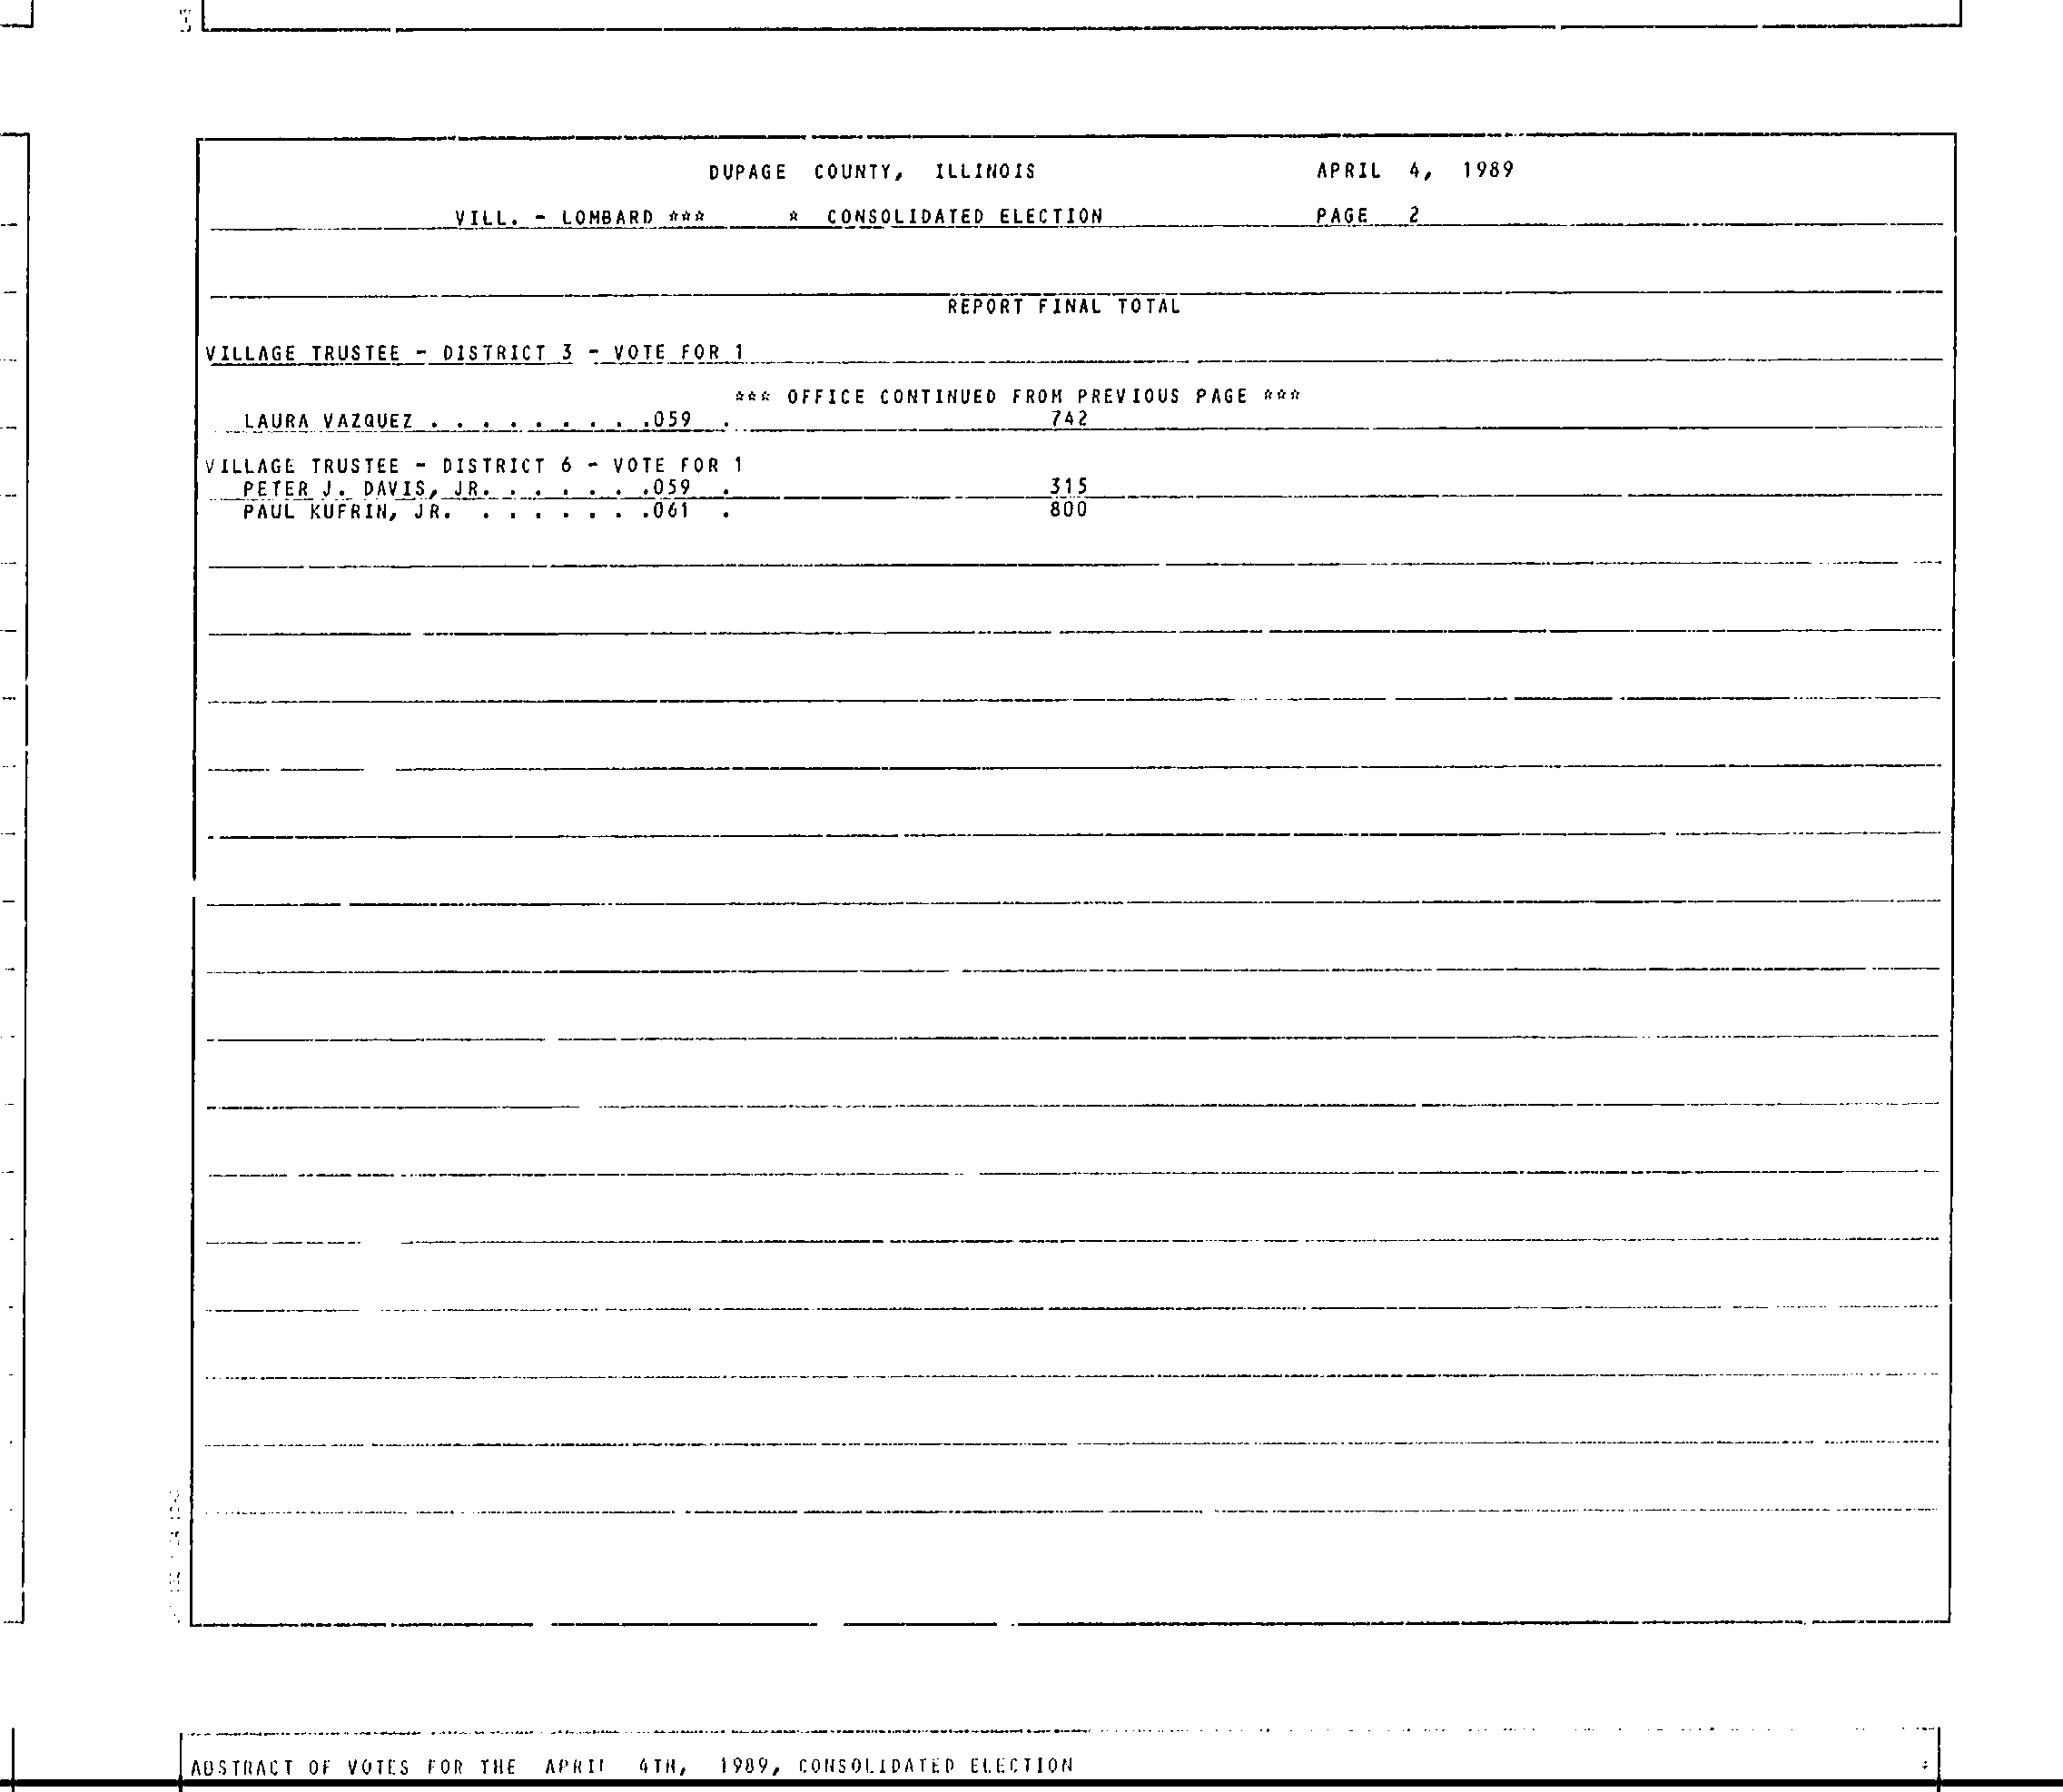 DUPAGE COUNTY, ILLINOIS APRIL 4, 1989
VILL. - LOMBARD *** * CONSOLIDATED ELECTION PAGE 2
REPORT FINAL TOTAL
VILLAGE TRUSTEE - DISTRICT 3 - VOTE FOR 1
*** OFFICE CONTINUED FROM PREVIOUS PAGE ***
LAURA VAZQUEZ . . . . . . . . .059 . 742
VILLAGE TRUSTEE - DISTRICT 6 - VOTE FOR 1
PETER J. DAVIS, JR. . . . . . .059 . 315
PAUL KUFRIN, JR. . . . . . . .061 . 800
ABSTRACT OF VOTES FOR THE APRIL 4TH, 1989, CONSOLIDATED ELECTION